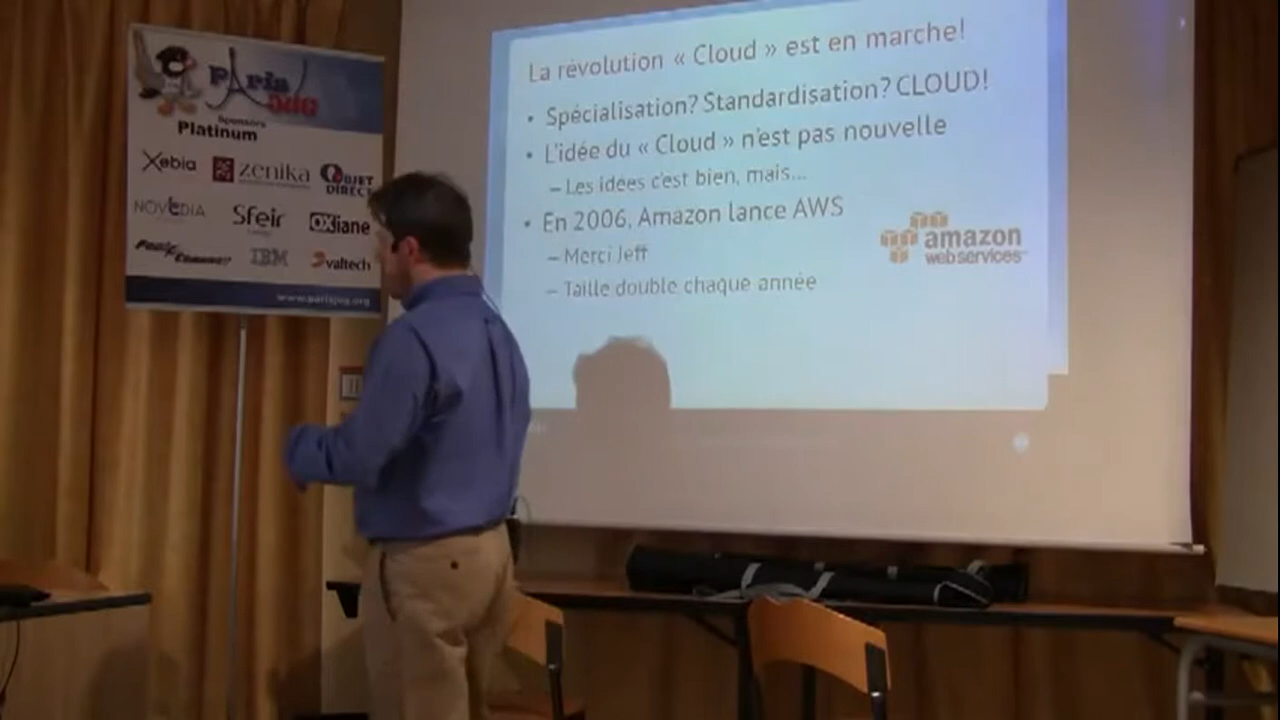 Paris
JUG
Sponsors
Platinum
Xebia zenika OBJET DIRECT
NOVEDIA Sfeir OXiane
IBM valtech
www.parisjug.org
La révolution « Cloud » est en marche!
• Spécialisation? Standardisation? CLOUD!
• L'idée du « Cloud » n'est pas nouvelle
– Les idées c'est bien, mais...
• En 2006, Amazon lance AWS
– Merci Jeff
– Taille double chaque année
amazon
webservices